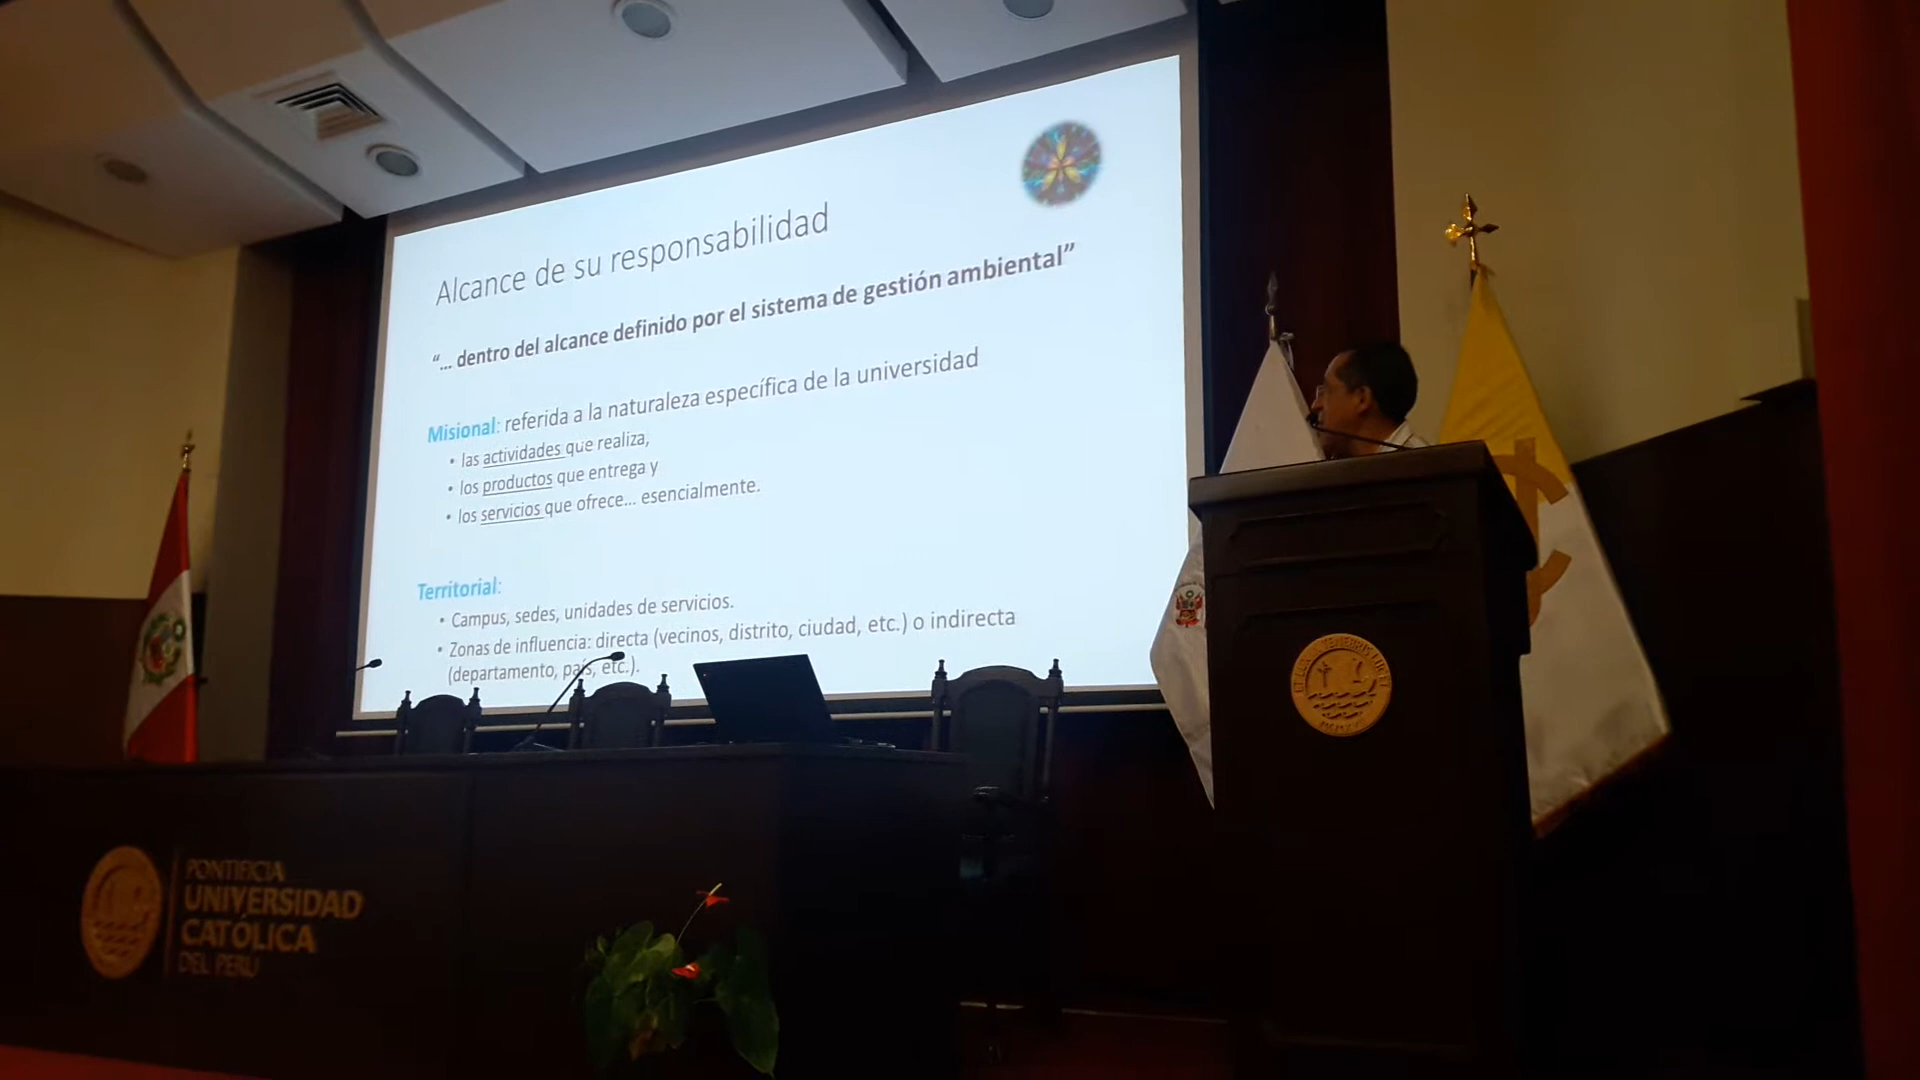 Alcance de su responsabilidad
“... dentro del alcance definido por el sistema de gestión ambiental”
Misional: referida a la naturaleza específica de la universidad
• las actividades que realiza,
• los productos que entrega y
• los servicios que ofrece... esencialmente.
Territorial:
• Campus, sedes, unidades de servicios.
• Zonas de influencia: directa (vecinos, distrito, ciudad, etc.) o indirecta
(departamento, país, etc.).
PONTIFICIA
UNIVERSIDAD
CATÓLICA
DEL PERÚ